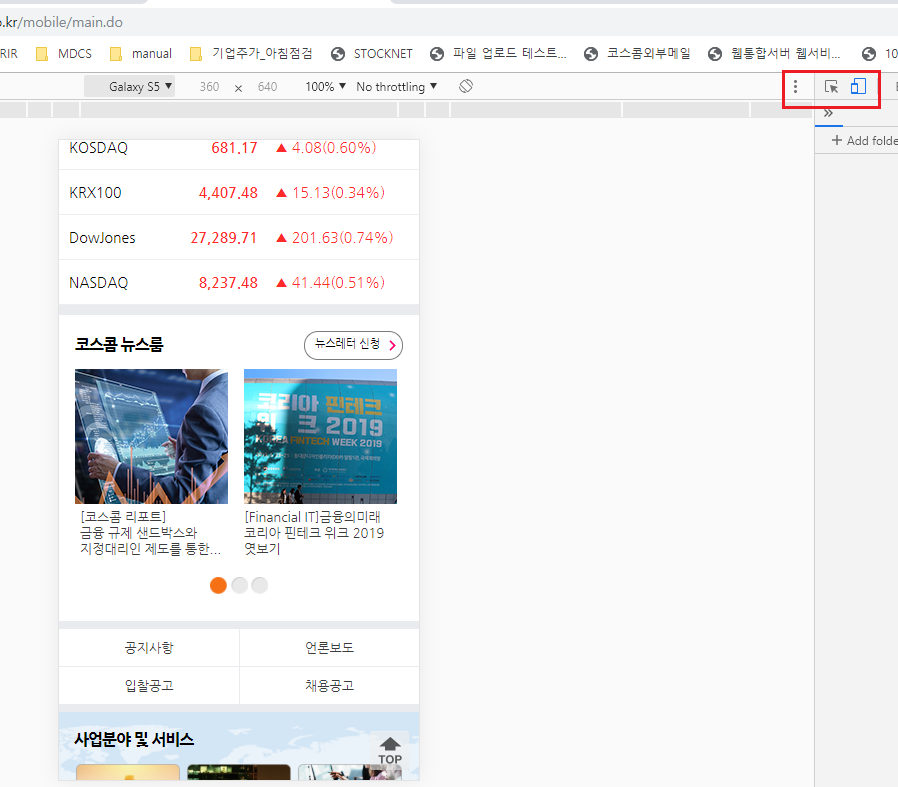 o.kr/mobile/main.do
RIR MDCS manual 기업주가_아침점검 STOCKNET 파일 업로드 테스트... 코스콤외부메일 웹통합서버 웹서비... 10
Galaxy S5 ▼ 360 × 640 100% ▼ No throttling ▼
»
+ Add folde
KOSDAQ 681.17 ▲ 4.08(0.60%)
KRX100 4,407.48 ▲ 15.13(0.34%)
DowJones 27,289.71 ▲ 201.63(0.74%)
NASDAQ 8,237.48 ▲ 41.44(0.51%)
코스콤 뉴스룸 뉴스레터 신청 >
코리아 핀테크
위크 2019
KOREA FINTECH WEEK 2019
[코스콤 리포트]
금융 규제 샌드박스와
지정대리인 제도를 통한...
[Financial IT]금융의미래
코리아 핀테크 위크 2019
엿보기
공지사항 언론보도
입찰공고 채용공고
사업분야 및 서비스
TOP